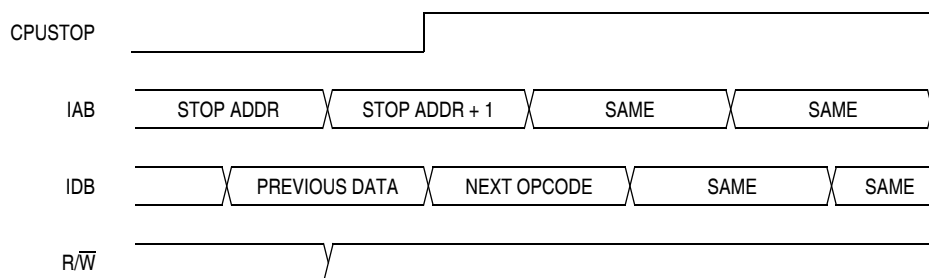 CPUSTOP
IAB STOP ADDR STOP ADDR + 1 SAME SAME
IDB PREVIOUS DATA NEXT OPCODE SAME SAME
R/W̅